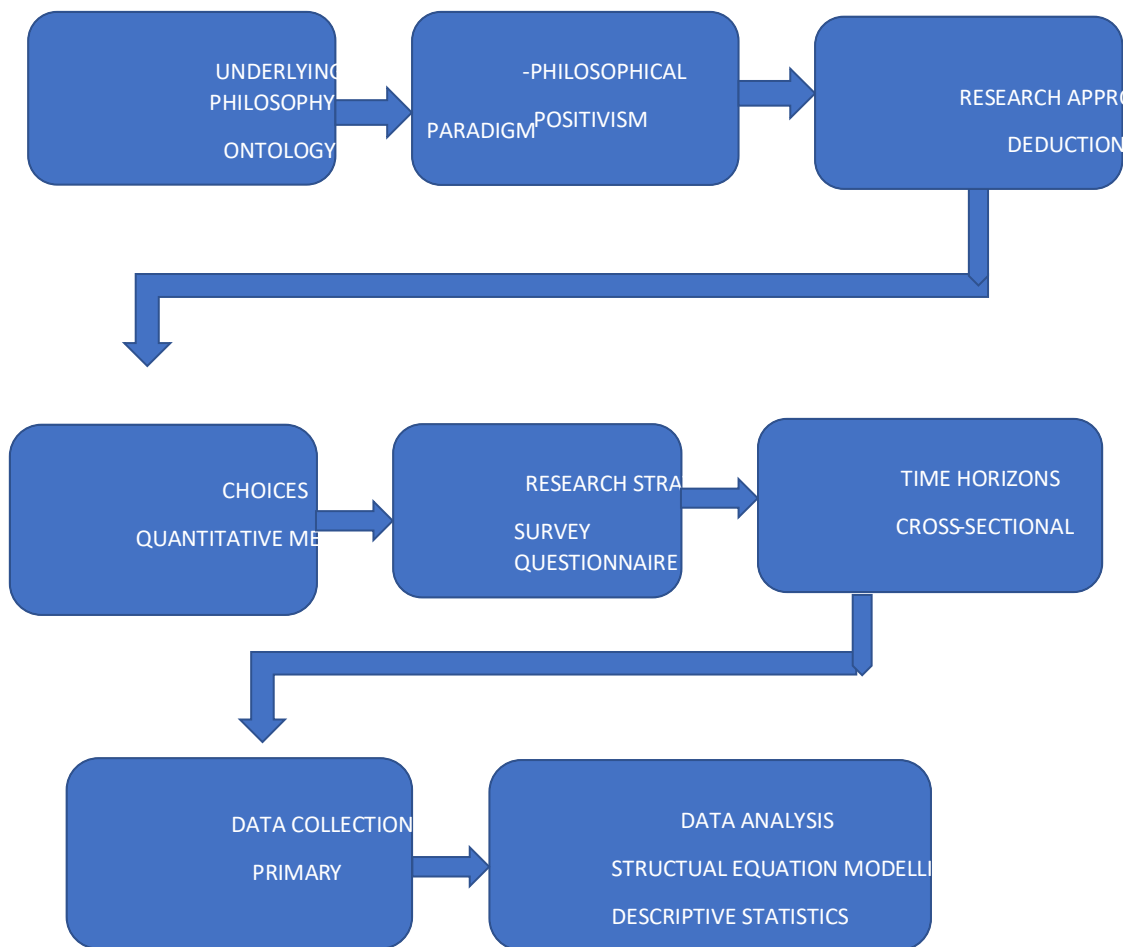 UNDERLYING
PHILOSOPHY
ONTOLOGY
-PHILOSOPHICAL
PARADIGM
POSITIVISM
RESEARCH APPRO
DEDUCTION
CHOICES
QUANTITATIVE ME
RESEARCH STRA
SURVEY
QUESTIONNAIRE
TIME HORIZONS
CROSS-SECTIONAL
DATA COLLECTION
PRIMARY
DATA ANALYSIS
STRUCTUAL EQUATION MODELLI
DESCRIPTIVE STATISTICS